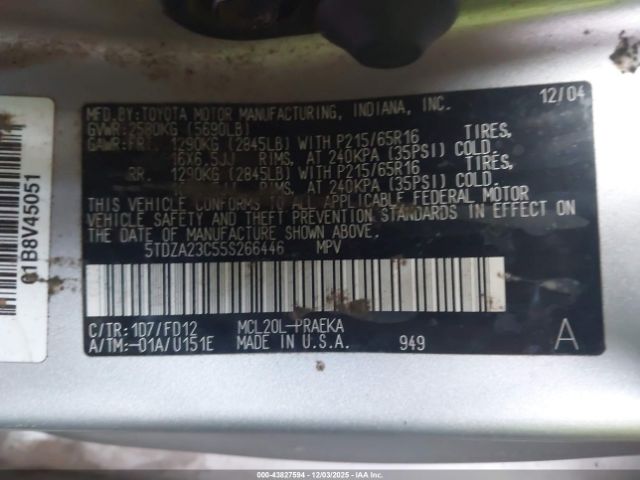 MFD.BY:TOYOTA MOTOR MANUFACTURING, INDIANA, INC. 12/04
GVWR:2580KG (5690LB)
GAWR:FR. 1290KG (2845LB) WITH P215/65R16 TIRES,
16X6.5JJ RIMS, AT 240KPA (35PSI) COLD.
RR. 1290KG (2845LB) WITH P215/65R16 TIRES,
RIMS, AT 240KPA (35PSI) COLD.
THIS VEHICLE CONFORMS TO ALL APPLICABLE FEDERAL MOTOR
VEHICLE SAFETY AND THEFT PREVENTION STANDARDS IN EFFECT ON
THE DATE OF MANUFACTURE SHOWN ABOVE.
5TDZA23C55S266446 MPV
C/TR:1D7/FD12 MCL20L-PRAEKA
A/TM:-01A/U151E MADE IN U.S.A. 949 A
01B8V45051
000-43827594 - 12/03/2025 - IAA Inc.